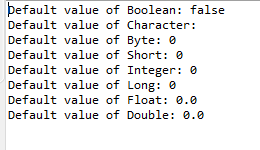 Default value of Boolean: false
Default value of Character:
Default value of Byte: 0
Default value of Short: 0
Default value of Integer: 0
Default value of Long: 0
Default value of Float: 0.0
Default value of Double: 0.0